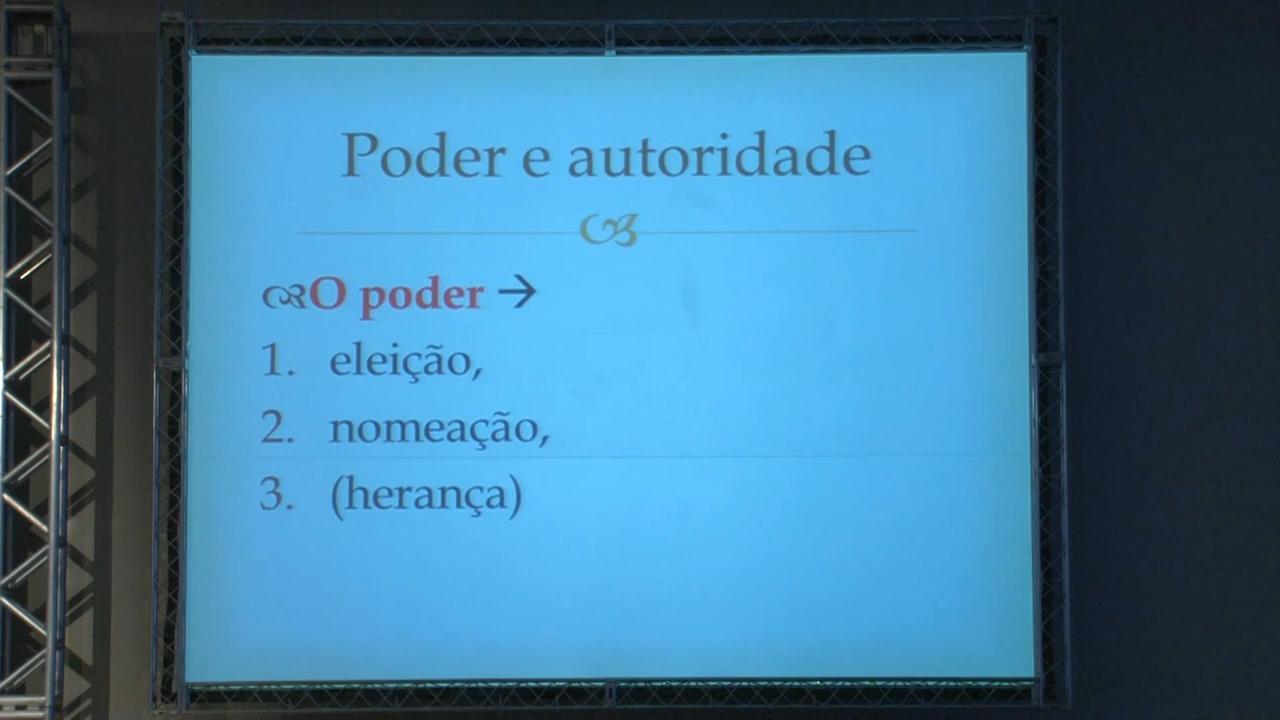 Poder e autoridade
O poder →
1. eleição,
2. nomeação,
3. (herança)